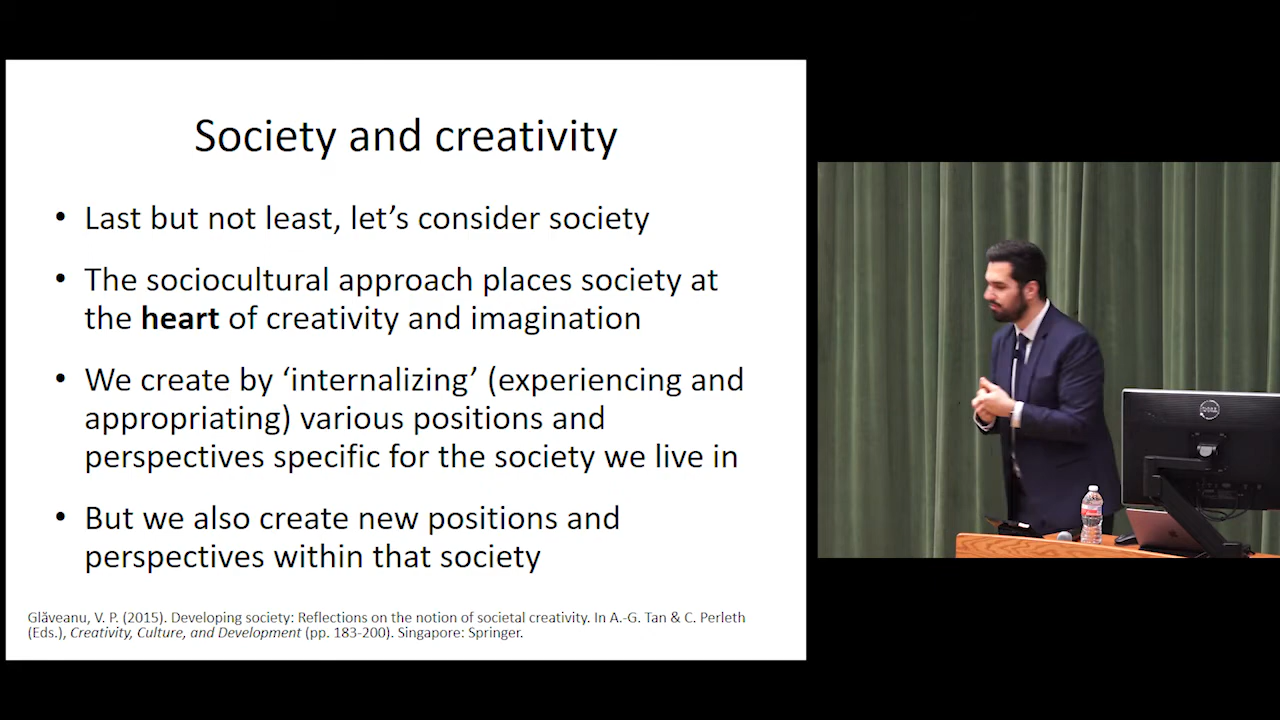 Society and creativity
• Last but not least, let's consider society
• The sociocultural approach places society at
the heart of creativity and imagination
• We create by ‘internalizing’ (experiencing and
appropriating) various positions and
perspectives specific for the society we live in
• But we also create new positions and
perspectives within that society
Glăveanu, V. P. (2015). Developing society: Reflections on the notion of societal creativity. In A.-G. Tan & C. Perleth
(Eds.), Creativity, Culture, and Development (pp. 183-200). Singapore: Springer.